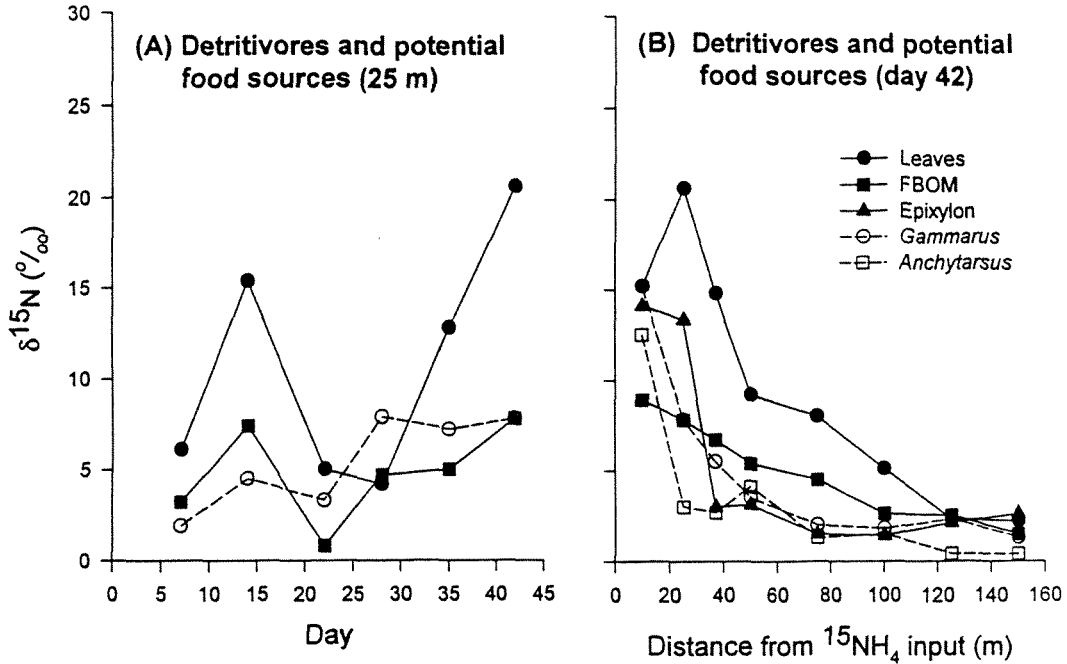 (A) Detritivores and potential
food sources (25 m)
30
25
20
15
10
5
0
δ15N (o/oo)
0 5 10 15 20 25 30 35 40 45
Day
(B) Detritivores and potential
food sources (day 42)
Leaves
FBOM
Epixylon
Gammarus
Anchytarsus
0 20 40 60 80 100 120 140 160
Distance from 15NH4 input (m)